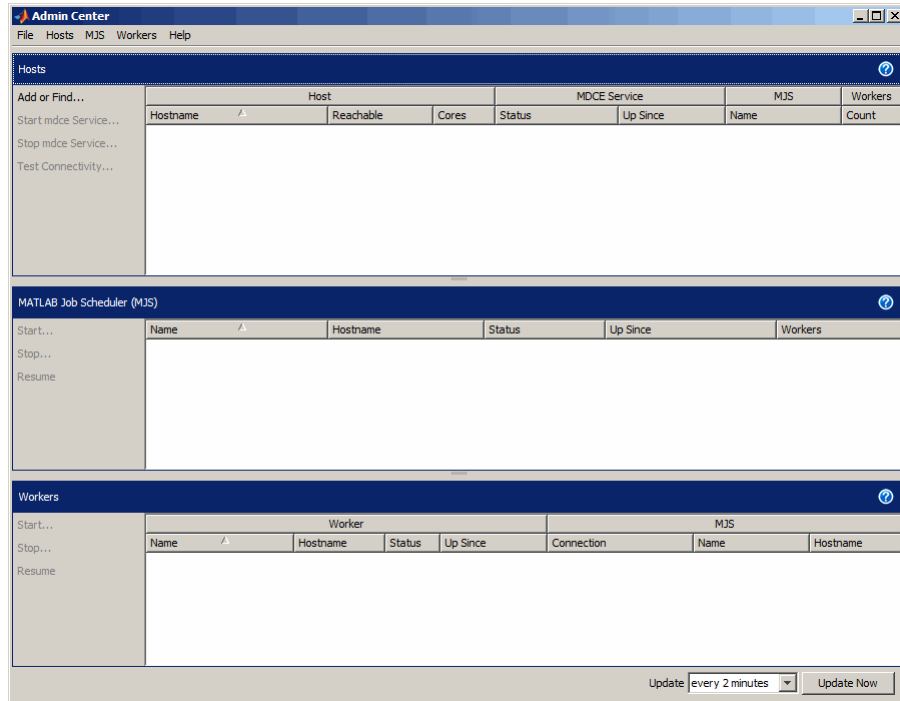 Admin Center
File Hosts MJS Workers Help
Hosts
Add or Find...
Start mdce Service...
Stop mdce Service...
Test Connectivity...
Host MDCE Service MJS Workers
Hostname Reachable Cores Status Up Since Name Count
MATLAB Job Scheduler (MJS)
Start...
Stop...
Resume
Name Hostname Status Up Since Workers
Workers
Start...
Stop...
Resume
Worker MJS
Name Hostname Status Up Since Connection Name Hostname
Update every 2 minutes Update Now